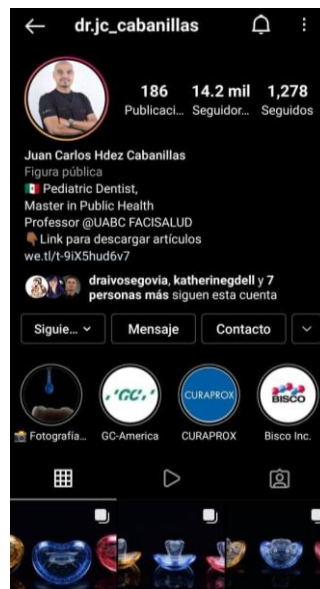 dr.jc_cabanillas
186 14.2 mil 1,278
Publicaci... Seguidor... Seguidos
Juan Carlos Hdez Cabanillas
Figura pública
Pediatric Dentist,
Master in Public Health
Professor @UABC FACISALUD
Link para descargar artículos
we.tl/t-9iX5hud6v7
draivosegovia, katherinegdell y 7
personas más siguen esta cuenta
Siguie... Mensaje Contacto
'GC,' CURAPROX BISCO
Fotografía... GC-America CURAPROX Bisco Inc.